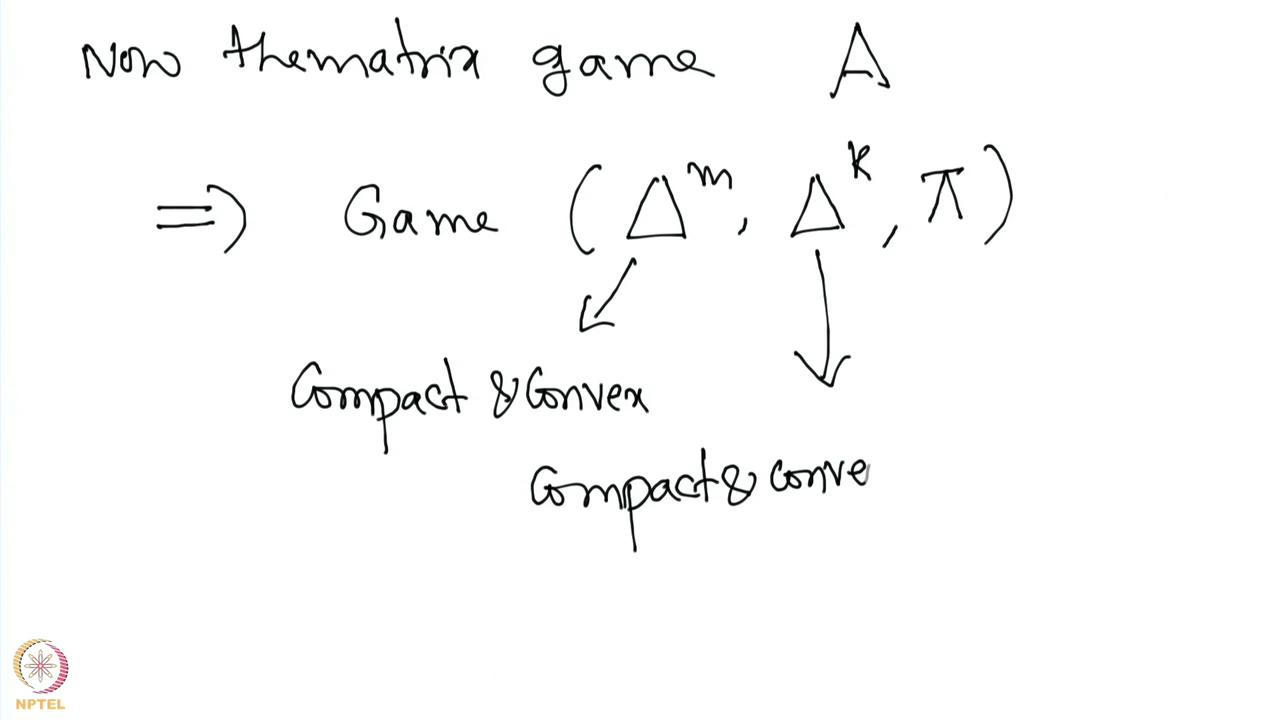 Now thematrix game A
=> Game (Δ^m, Δ^k, π)
Compact & Convex
Compact & conve
NPTEL